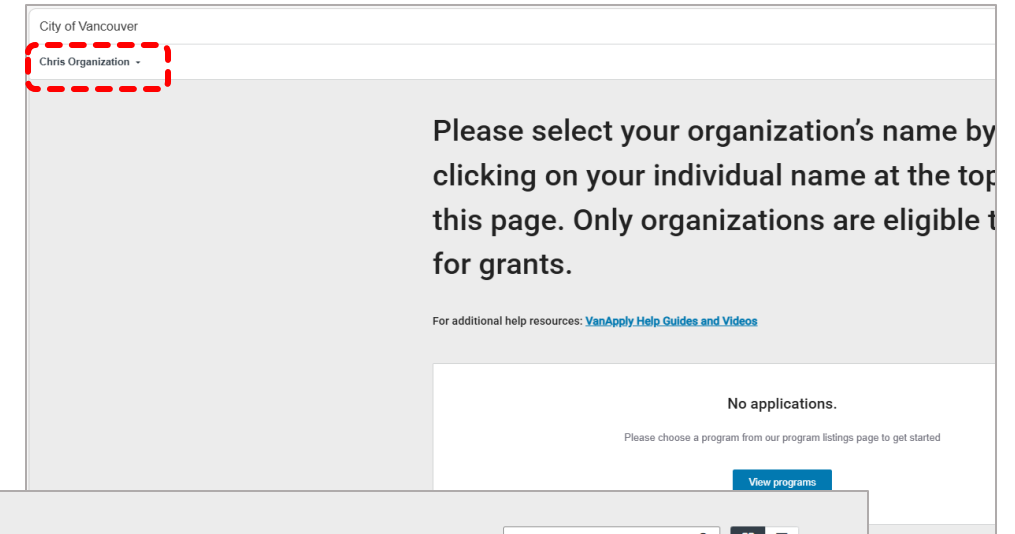 City of Vancouver
Chris Organization
Please select your organization's name by
clicking on your individual name at the top
this page. Only organizations are eligible t
for grants.
For additional help resources: VanApply Help Guides and Videos
No applications.
Please choose a program from our program listings page to get started
View programs